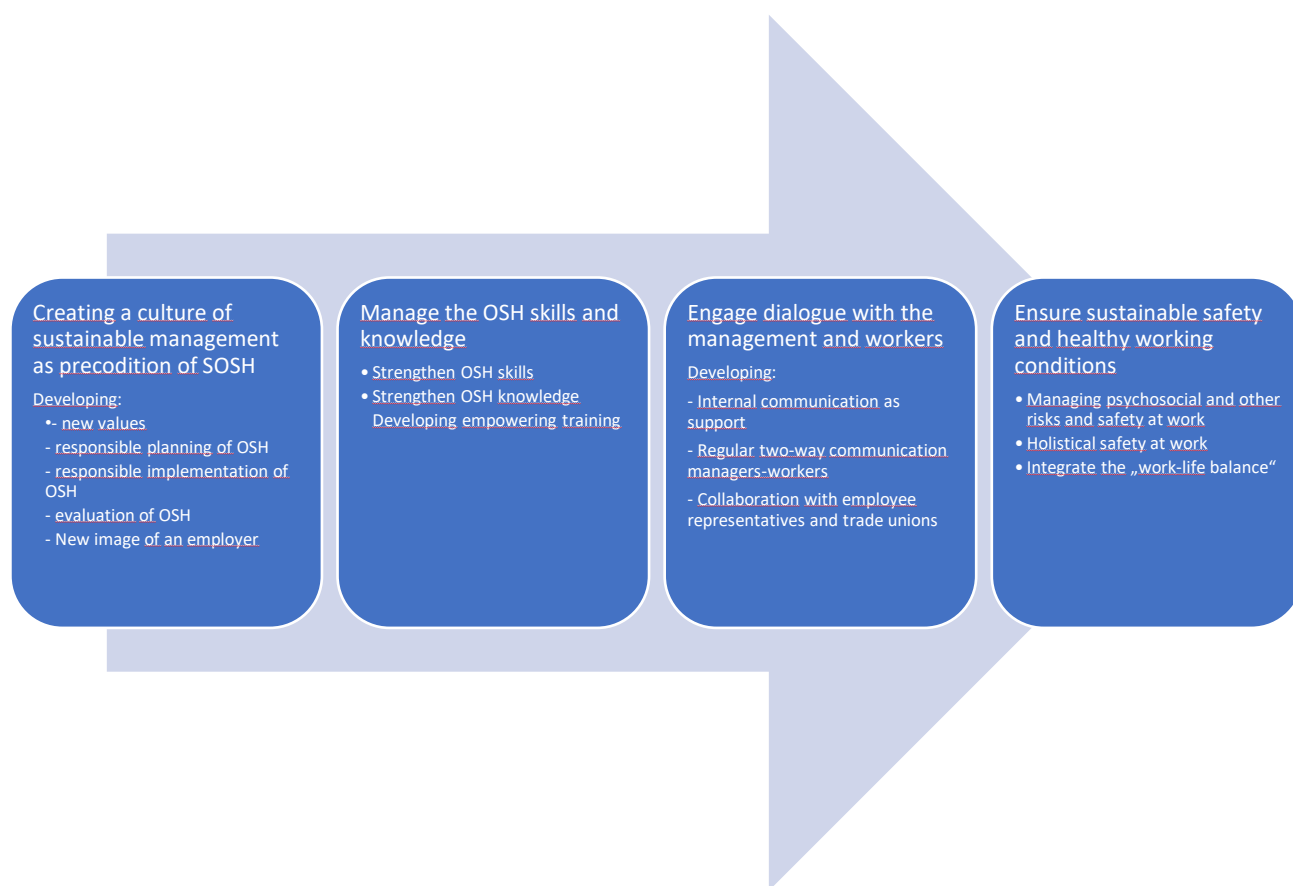 Creating a culture of
sustainable management
as precodition of SOSH
Developing:
•- new values
- responsible planning of OSH
- responsible implementation of
OSH
- evaluation of OSH
- New image of an employer
Manage the OSH skills and
knowledge
• Strengthen OSH skills
• Strengthen OSH knowledge
Developing empowering training
Engage dialogue with the
management and workers
Developing:
- Internal communication as
support
- Regular two-way communication
managers-workers
- Collaboration with employee
representatives and trade unions
Ensure sustainable safety
and healthy working
conditions
• Managing psychosocial and other
risks and safety at work
• Holistical safety at work
• Integrate the „work-life balance“